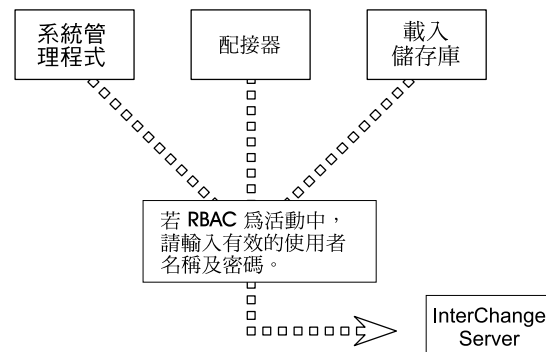 系統管
理程式
配接器
載入
儲存庫
若 RBAC 為活動中，
請輸入有效的使用者
名稱及密碼。
InterChange
Server